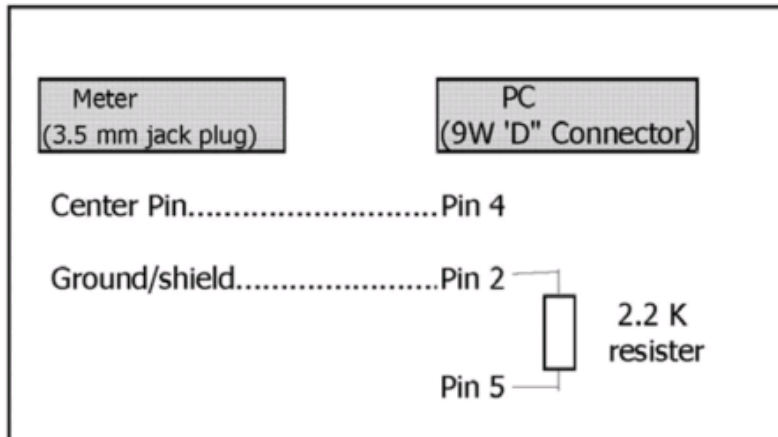 Meter
(3.5 mm jack plug)
PC
(9W 'D" Connector)
Center Pin............................Pin 4
Ground/shield.......................Pin 2
2.2 K
resister
Pin 5